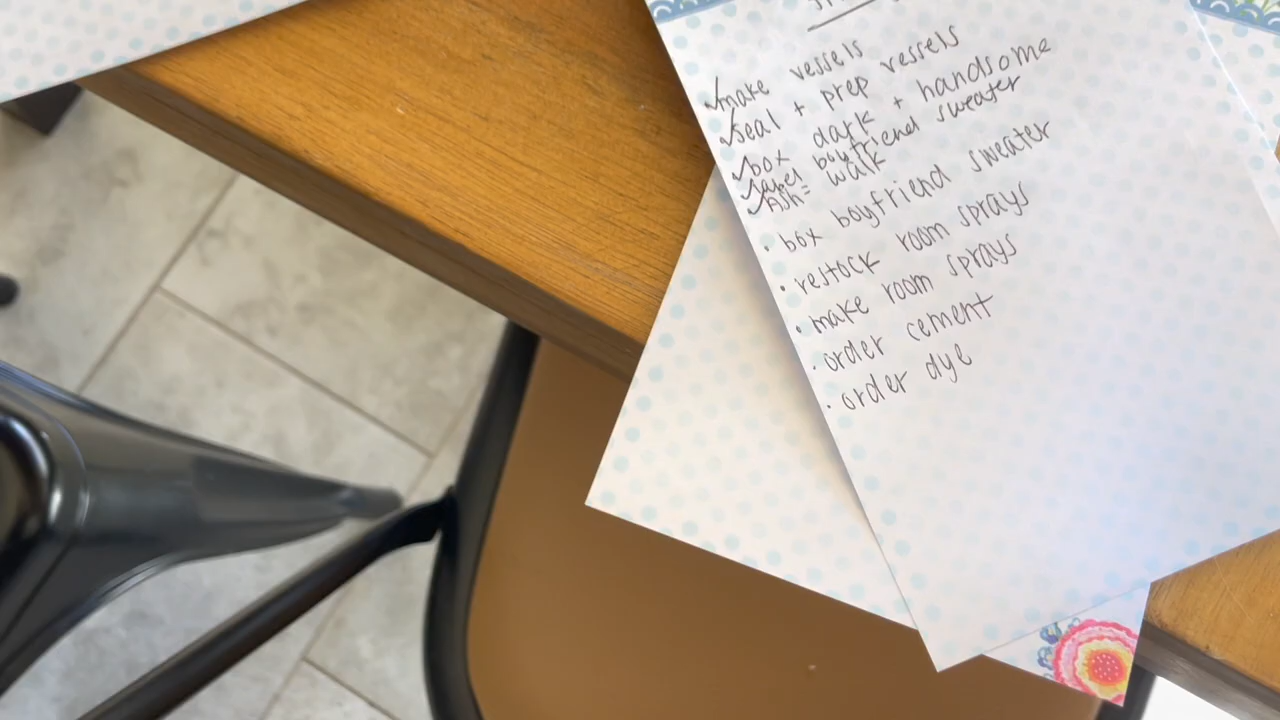 ✓make vessels
✓seal + prep vessels
✓box dark + handsome
✓label boyfriend sweater
✓Ash= walk
· box boyfriend sweater
· restock room sprays
· make room sprays
· order cement
· order dye